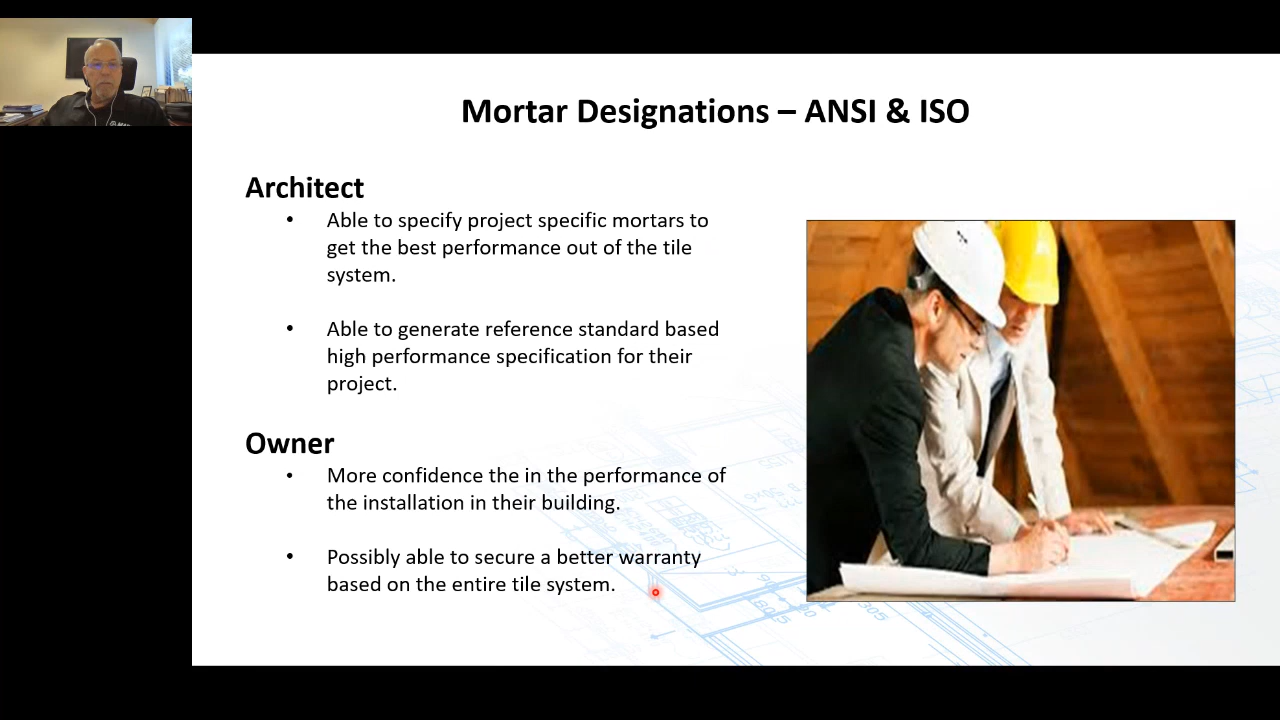 Mortar Designations – ANSI & ISO
Architect
• Able to specify project specific mortars to
get the best performance out of the tile
system.
• Able to generate reference standard based
high performance specification for their
project.
Owner
• More confidence the in the performance of
the installation in their building.
• Possibly able to secure a better warranty
based on the entire tile system.
305